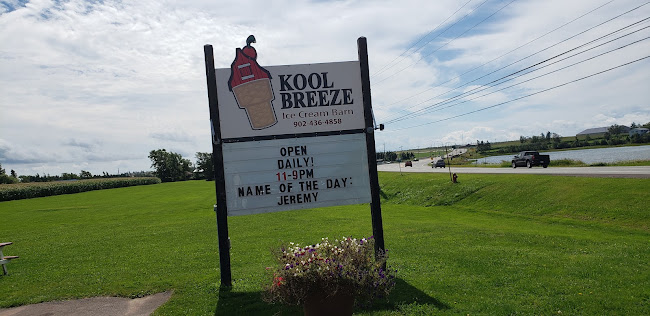 KOOL
BREEZE
Ice Cream Barn
902-436-4858
OPEN
DAILY!
11-9PM
NAME OF THE DAY:
JEREMY